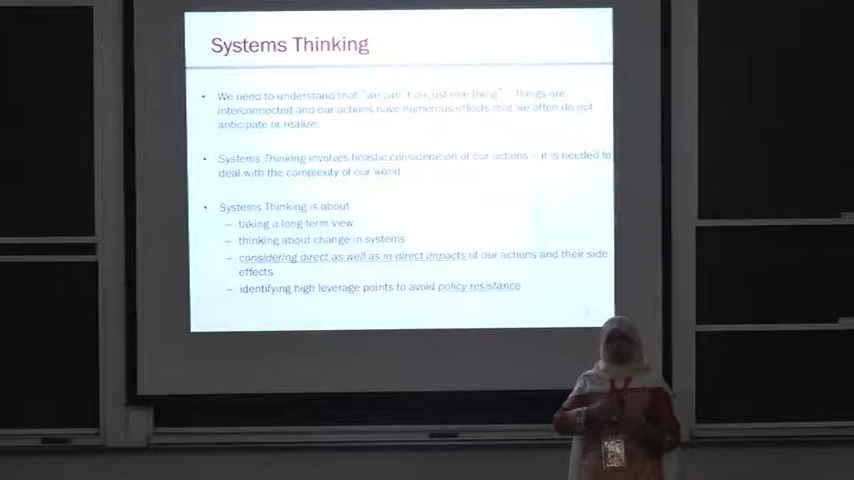 Systems Thinking
• We need to understand that "we can't do just one thing" - things are
interconnected and our actions have numerous effects that we often do not
anticipate or realize.
• Systems Thinking involves holistic consideration of our actions – it is needed to
deal with the complexity of our world
• Systems Thinking is about
– taking a long-term view
– thinking about change in systems
– considering direct as well as in direct impacts of our actions and their side
effects
– identifying high leverage points to avoid policy resistance